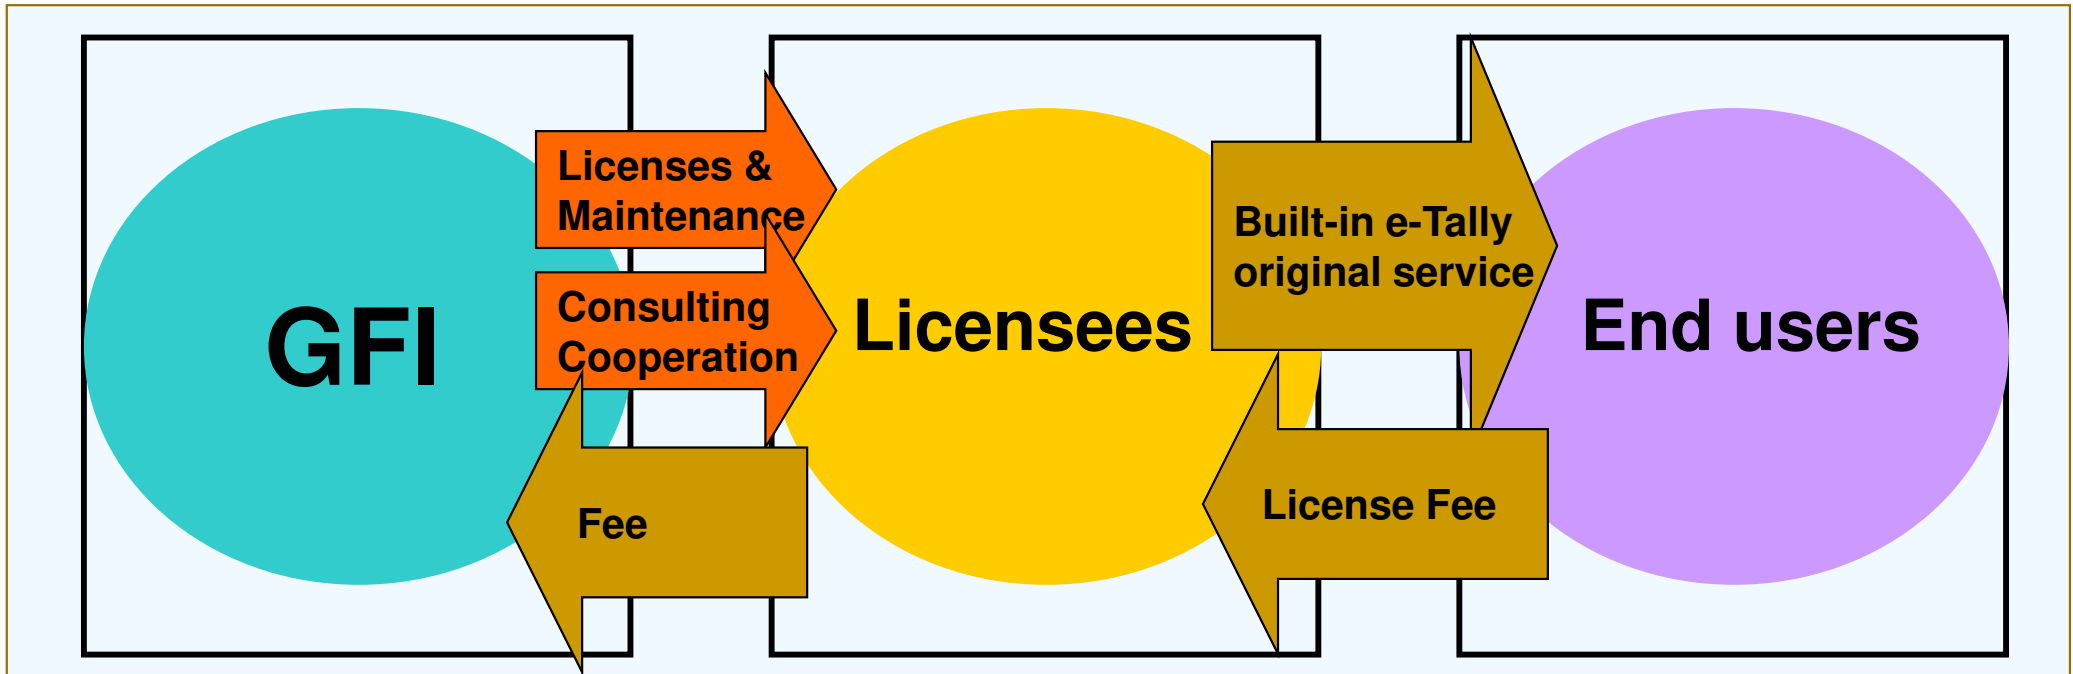 GFI
Licenses &
Maintenance
Consulting
Cooperation
Fee
Licensees
Built-in e-Tally
original service
License Fee
End users